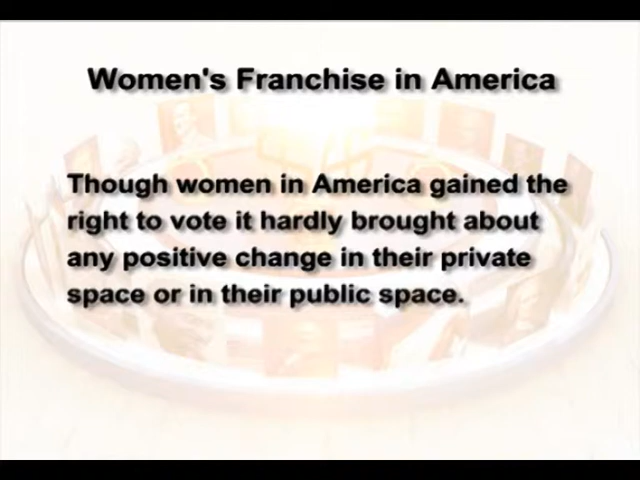 Women's Franchise in America
Though women in America gained the
right to vote it hardly brought about
any positive change in their private
space or in their public space.